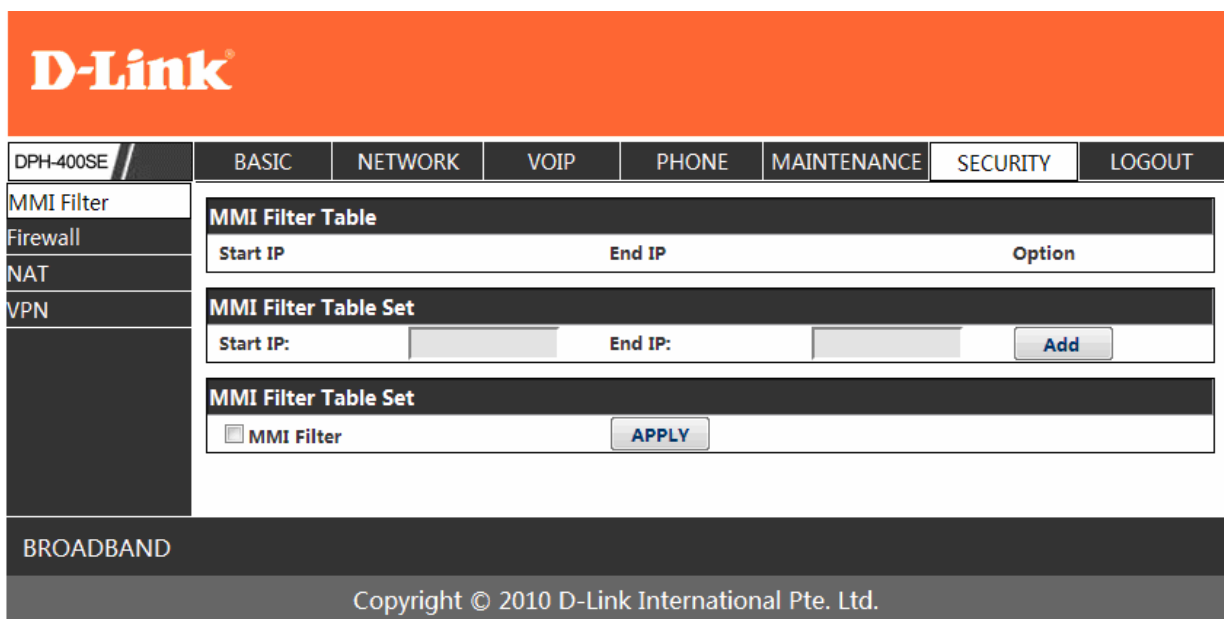 D-Link®
DPH-400SE BASIC NETWORK VOIP PHONE MAINTENANCE SECURITY LOGOUT
MMI Filter
Firewall
NAT
VPN
MMI Filter Table
Start IP End IP Option
MMI Filter Table Set
Start IP: End IP: Add
MMI Filter Table Set
MMI Filter APPLY
BROADBAND
Copyright © 2010 D-Link International Pte. Ltd.